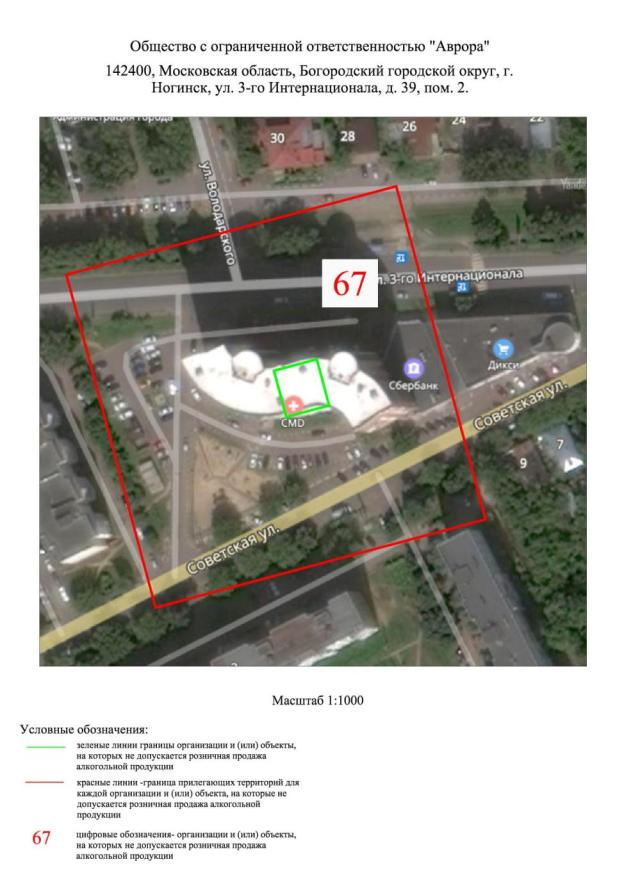 Общество с ограниченной ответственностью "Аврора"
142400, Московская область, Богородский городской округ, г.
Ногинск, ул. 3-го Интернационала, д. 39, пом. 2.
Администрация города
30
28
26
24
22
ул. Володарского
67
л. 3-го Интернационала
Сбербанк
Дикси
CMD
Советская ул.
9
7
Советская ул.
Масштаб 1:1000
Условные обозначения:
зеленые линии границы организации и (или) объекты,
на которых не допускается розничная продажа
алкогольной продукции
красные линии -граница прилегающих территорий для
каждой организации и (или) объекта, на которые не
допускается розничная продажа алкогольной
продукции
67
цифровые обозначения- организации и (или) объекты,
на которых не допускается розничная продажа
алкогольной продукции